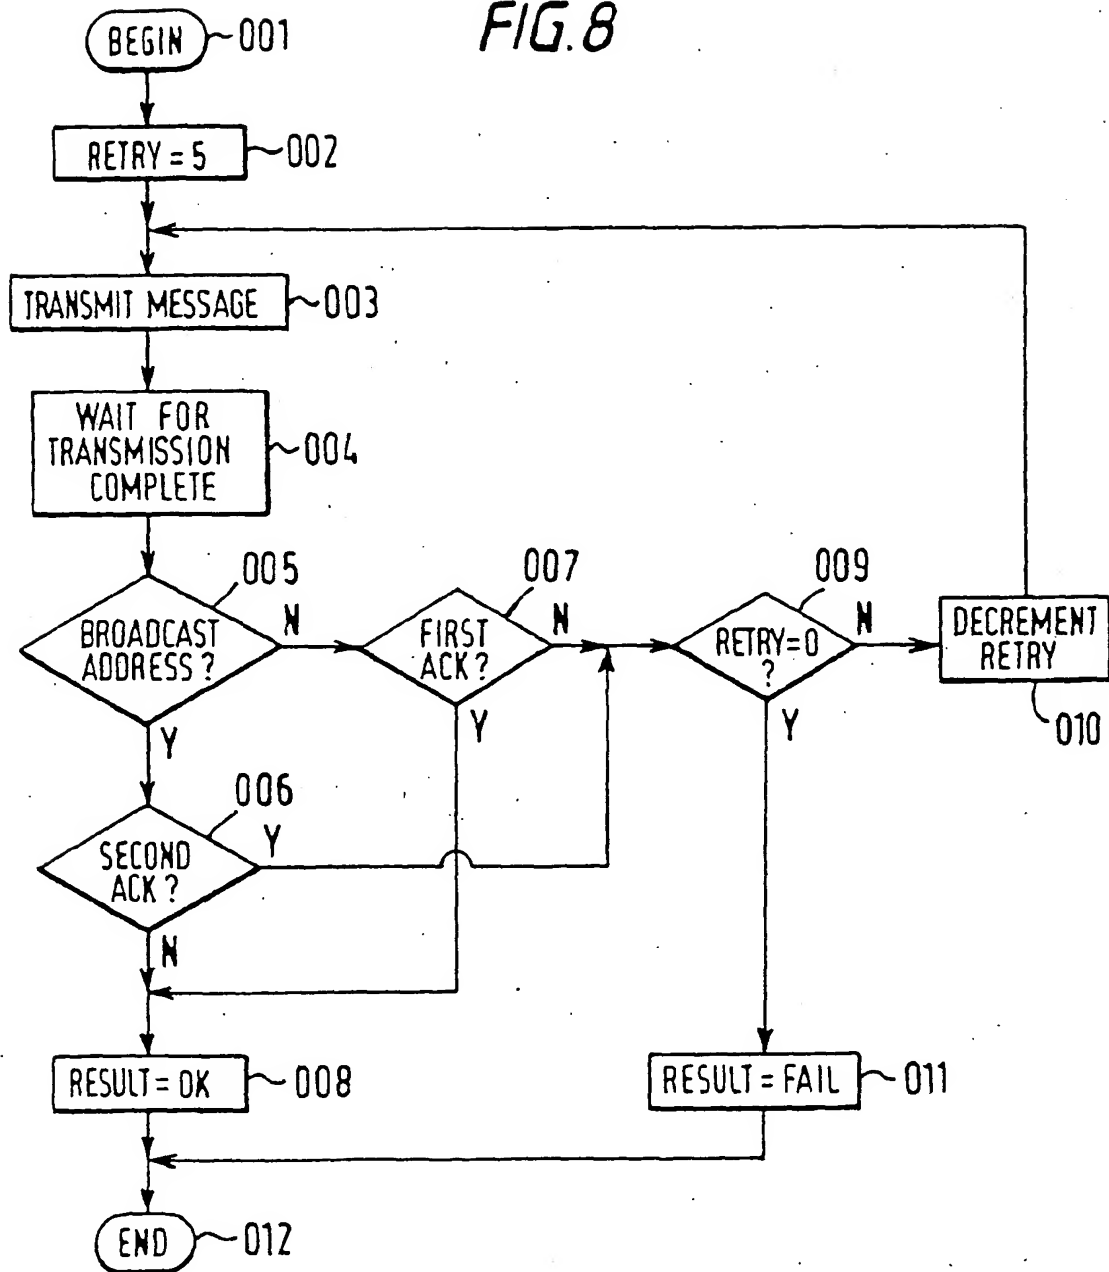 FIG. 8
BEGIN 001
RETRY = 5 002
TRANSMIT MESSAGE 003
WAIT FOR
TRANSMISSION
COMPLETE
004
005
BROADCAST
ADDRESS ?
N
Y
007
FIRST
ACK ?
N
Y
009
RETRY = 0
?
N
Y
DECREMENT
RETRY
010
006
SECOND
ACK ?
Y
N
RESULT = OK 008
RESULT = FAIL 011
END 012